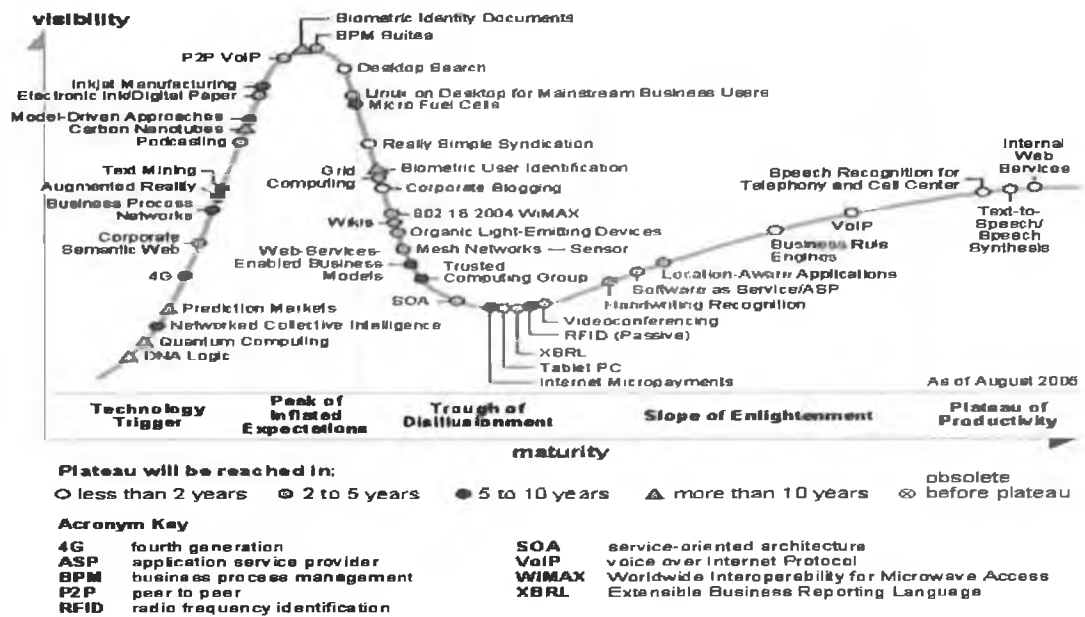 visibility
Biometric Identity Documents
BPM Suites
P2P VoIP
Desktop Search
Inkjet Manufacturing
Electronic Ink/Digital Paper
Linux on Desktop for Mainstream Business Users
Micro Fuel Cells
Model-Driven Approaches
Carbon Nanotubes
Podcasting
Really Simple Syndication
Text Mining
Augmented Reality
Business Process
Networks
Grid
Computing
Biometric User Identification
Corporate Blogging
Corporate
Semantic Web
Wikis
802 16 2004 WiMAX
Organic Light-Emitting Devices
Mesh Networks — Sensor
Web-Services-
Enabled Business
Models
Trusted
Computing Group
4G
SOA
Prediction Markets
Networked Collective Intelligence
Quantum Computing
DNA Logic
Internal
Web
Services
Speech Recognition for
Telephony and Cell Center
Text-to-
Speech/
Speech
Synthesis
VoIP
Business Rule
Engines
Location-Aware Applications
Software as Service/ASP
Handwriting Recognition
Videoconferencing
RFID (Passive)
XBRL
Tablet PC
Internet Micropayments
As of August 2005
Technology
Trigger
Peak of
Inflated
Expectations
Trough of
Disillusionment
Slope of Enlightenment
Plateau of
Productivity
maturity
Plateau will be reached in:
less than 2 years
2 to 5 years
5 to 10 years
more than 10 years
obsolete
before plateau
Acronym Key
4G fourth generation
ASP application service provider
BPM business process management
P2P peer to peer
RFID radio frequency identification
SOA service-oriented architecture
VoIP voice over Internet Protocol
WiMAX Worldwide Interoperability for Microwave Access
XBRL Extensible Business Reporting Language